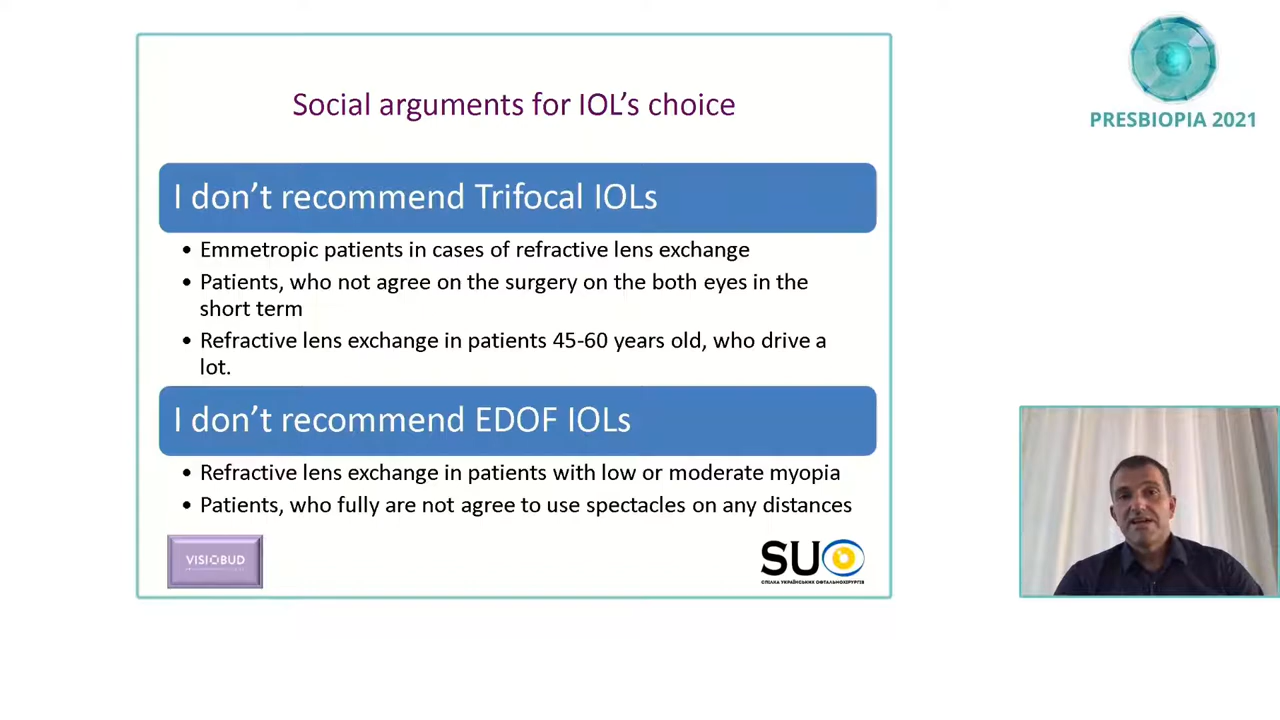 Social arguments for IOL's choice
PRESBIOPIA 2021
I don't recommend Trifocal IOLs
• Emmetropic patients in cases of refractive lens exchange
• Patients, who not agree on the surgery on the both eyes in the
short term
• Refractive lens exchange in patients 45-60 years old, who drive a
lot.
I don't recommend EDOF IOLs
• Refractive lens exchange in patients with low or moderate myopia
• Patients, who fully are not agree to use spectacles on any distances
VISIOBUD
SUO
СПІЛКА УКРАЇНСЬКИХ ОФТАЛЬМОХІРУРГІВ